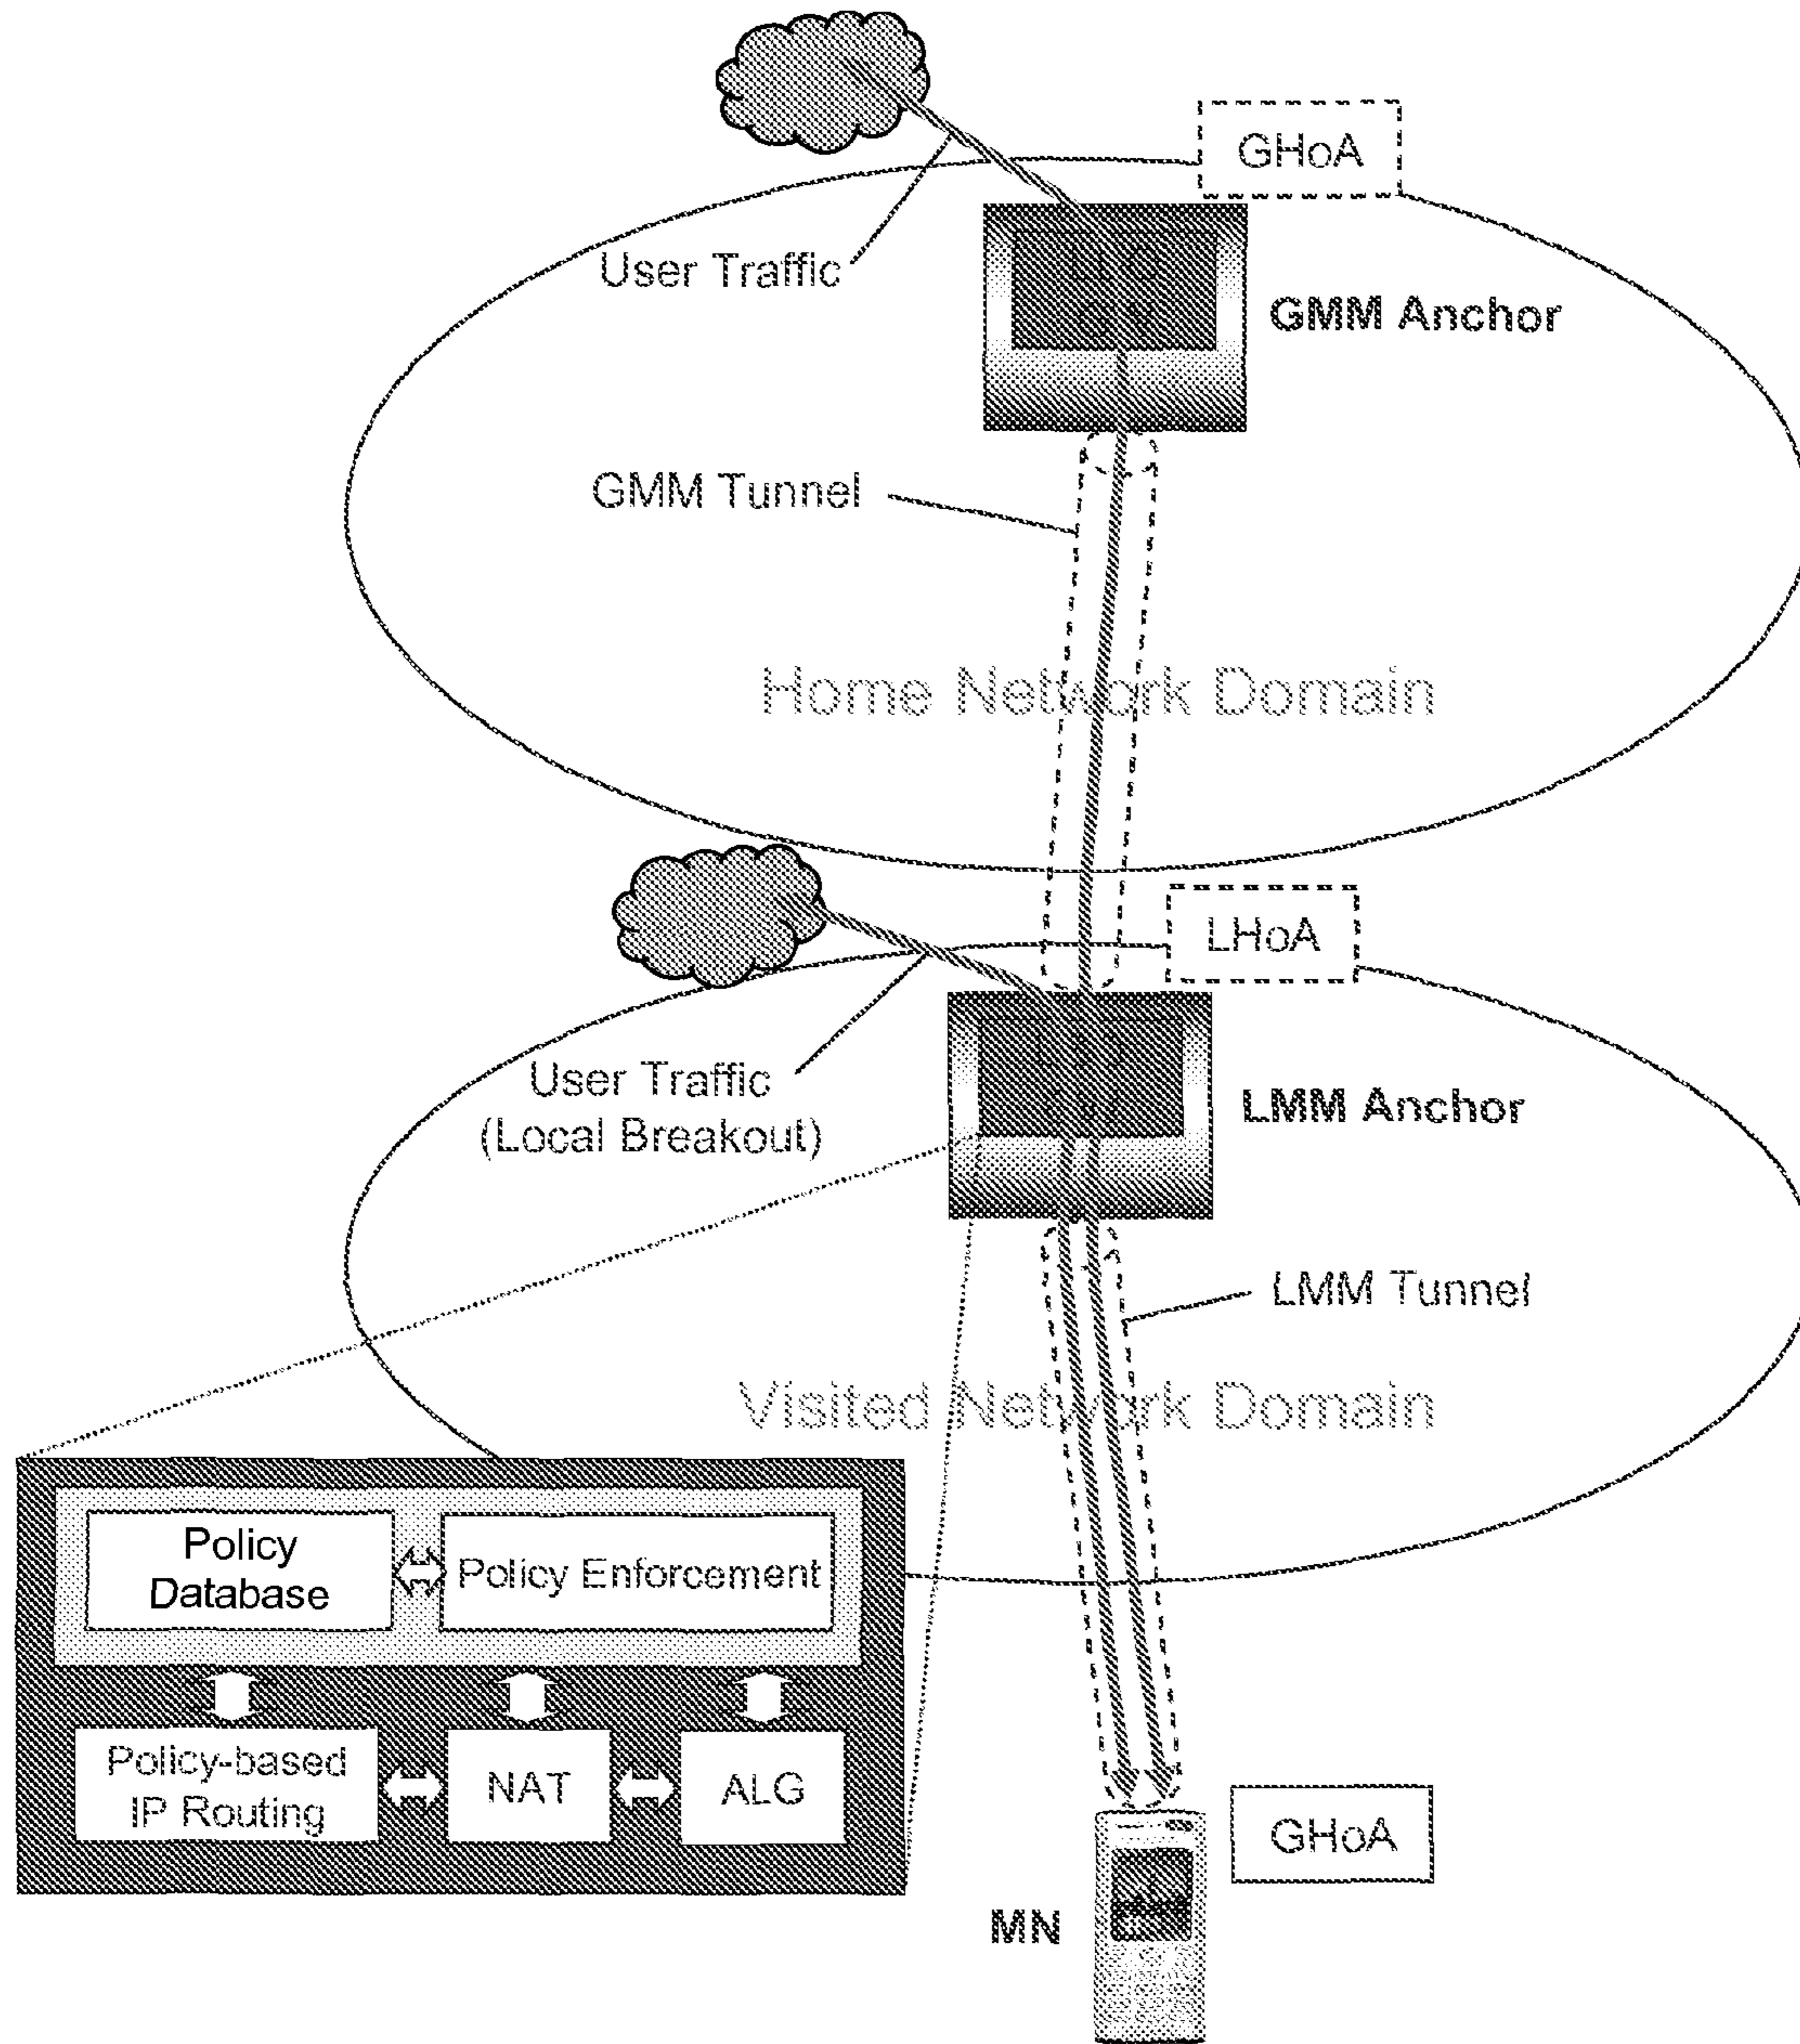 GHoA
User Traffic
GMM Anchor
GMM Tunnel
Home Network Domain
LHoA
User Traffic
(Local Breakout)
LMM Anchor
LMM Tunnel
Visited Network Domain
Policy
Database
Policy Enforcement
Policy-based
IP Routing
NAT
ALG
GHoA
MN